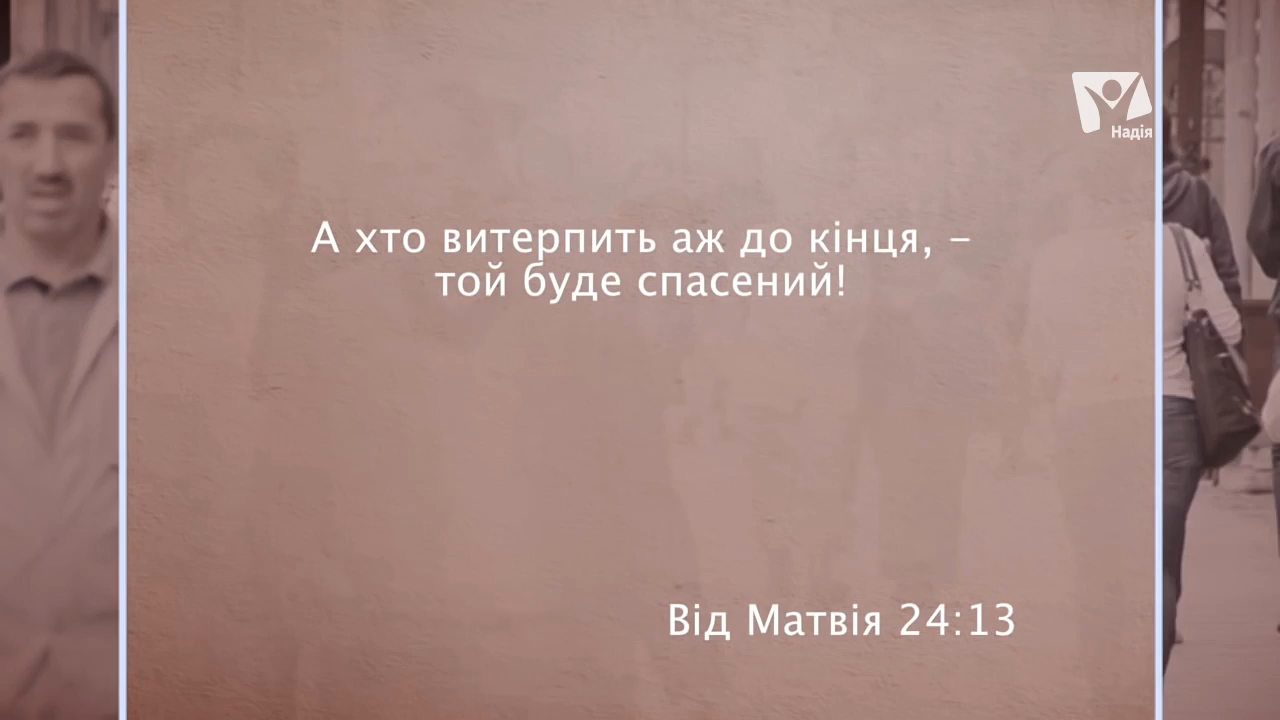 Надія
А хто витерпить аж до кінця, –
той буде спасений!
Від Матвія 24:13